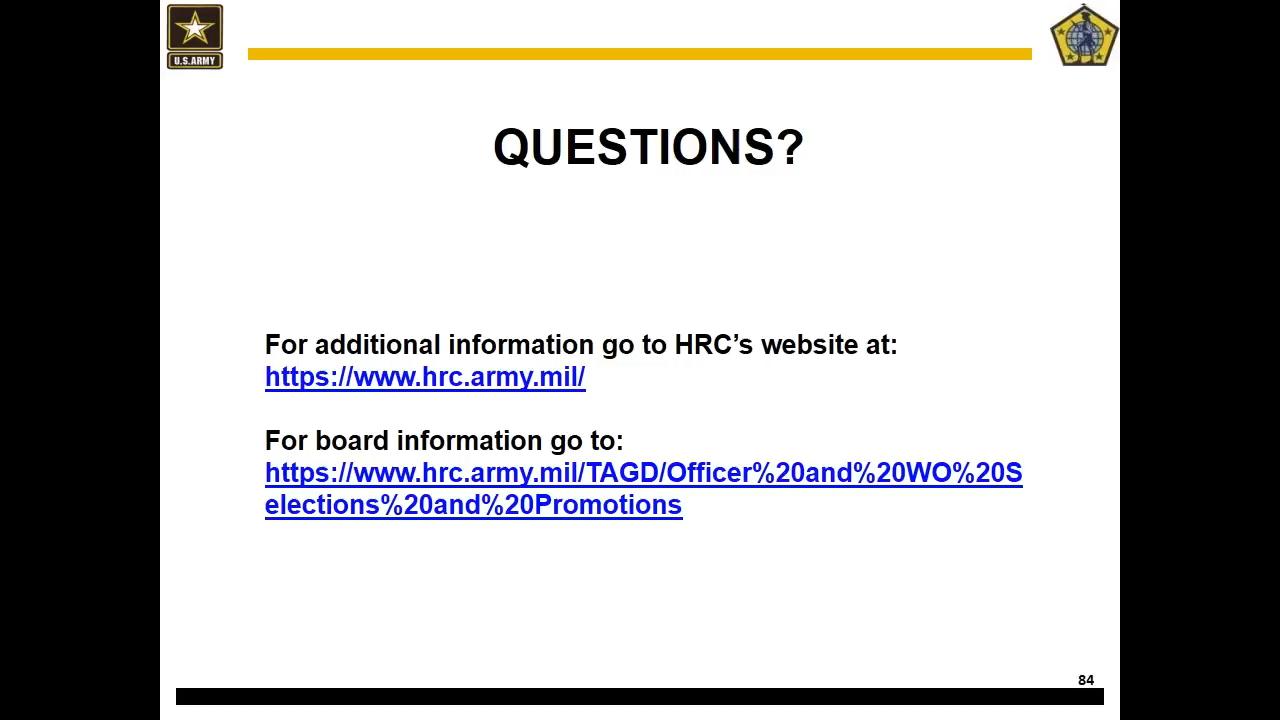 U.S.ARMY
QUESTIONS?
For additional information go to HRC’s website at:
https://www.hrc.army.mil/
For board information go to:
https://www.hrc.army.mil/TAGD/Officer%20and%20WO%20S
elections%20and%20Promotions
84